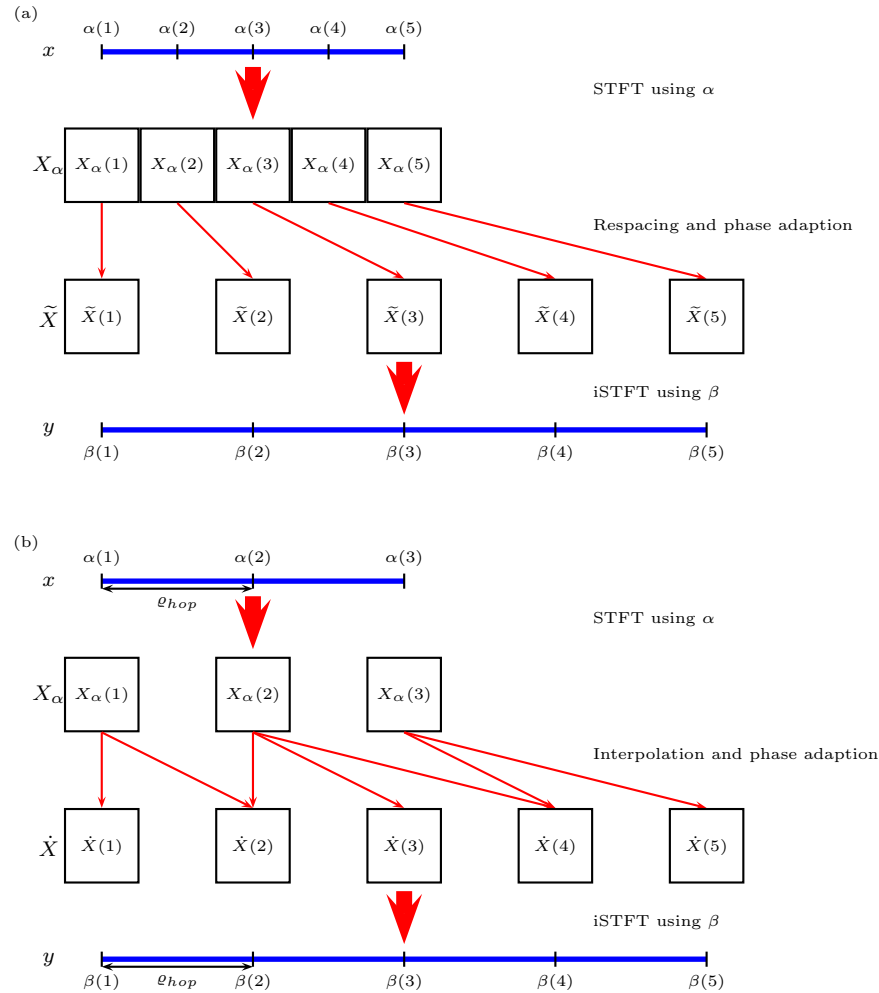 (a)
α(1) α(2) α(3) α(4) α(5)
x
STFT using α
X_α X_α(1) X_α(2) X_α(3) X_α(4) X_α(5)
Respacing and phase adaption
X̃ X̃(1) X̃(2) X̃(3) X̃(4) X̃(5)
iSTFT using β
y
β(1) β(2) β(3) β(4) β(5)
(b)
α(1) α(2) α(3)
x
ϱ_hop
STFT using α
X_α X_α(1) X_α(2) X_α(3)
Interpolation and phase adaption
Ẋ Ẋ(1) Ẋ(2) Ẋ(3) Ẋ(4) Ẋ(5)
iSTFT using β
y
β(1) ϱ_hop β(2) β(3) β(4) β(5)